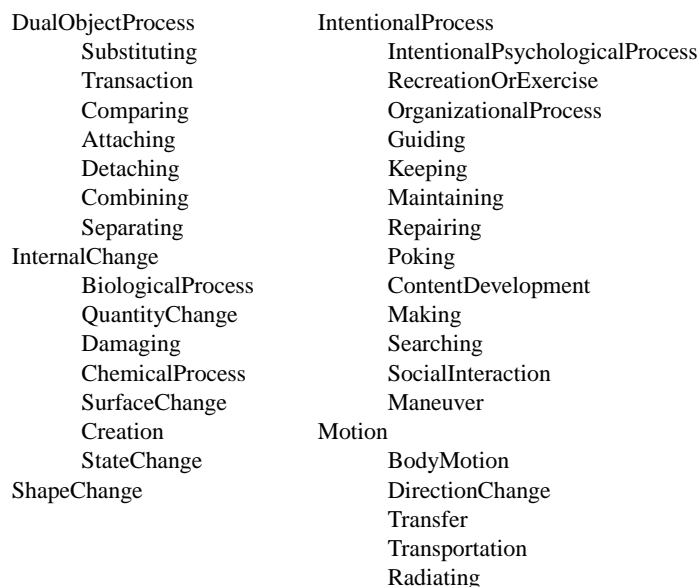 DualObjectProcess
Substituting
Transaction
Comparing
Attaching
Detaching
Combining
Separating
InternalChange
BiologicalProcess
QuantityChange
Damaging
ChemicalProcess
SurfaceChange
Creation
StateChange
ShapeChange
IntentionalProcess
IntentionalPsychologicalProcess
RecreationOrExercise
OrganizationalProcess
Guiding
Keeping
Maintaining
Repairing
Poking
ContentDevelopment
Making
Searching
SocialInteraction
Maneuver
Motion
BodyMotion
DirectionChange
Transfer
Transportation
Radiating